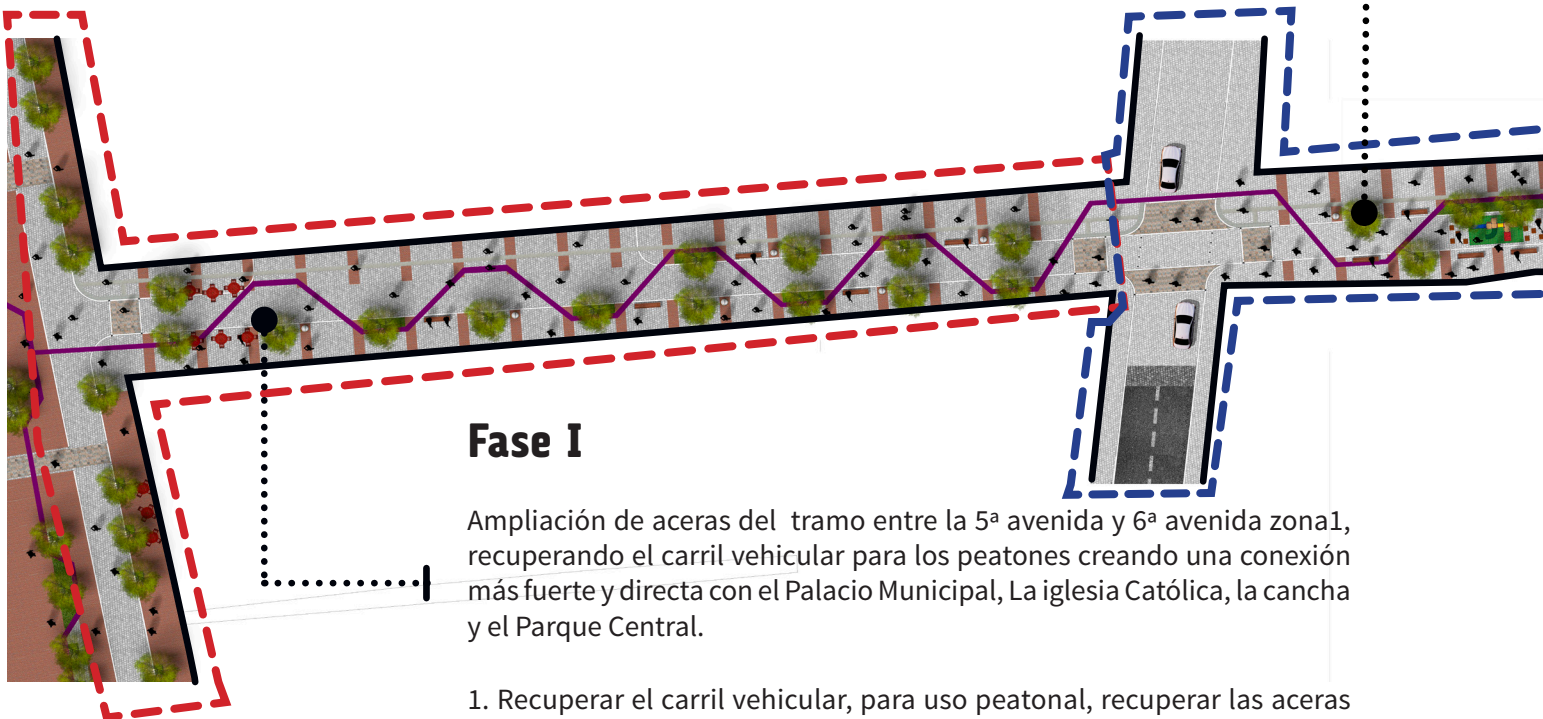 Fase I
Ampliación de aceras del tramo entre la 5ª avenida y 6ª avenida zona1,
recuperando el carril vehicular para los peatones creando una conexión
más fuerte y directa con el Palacio Municipal, La iglesia Católica, la cancha
y el Parque Central.
1. Recuperar el carril vehicular, para uso peatonal, recuperar las aceras